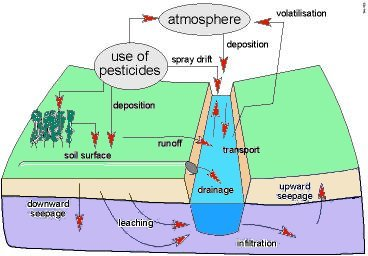 atmosphere
volatilisation
use of
pesticides
spray drift
deposition
deposition
runoff
transport
soil surface
drainage
downward
seepage
upward
seepage
leaching
infiltration